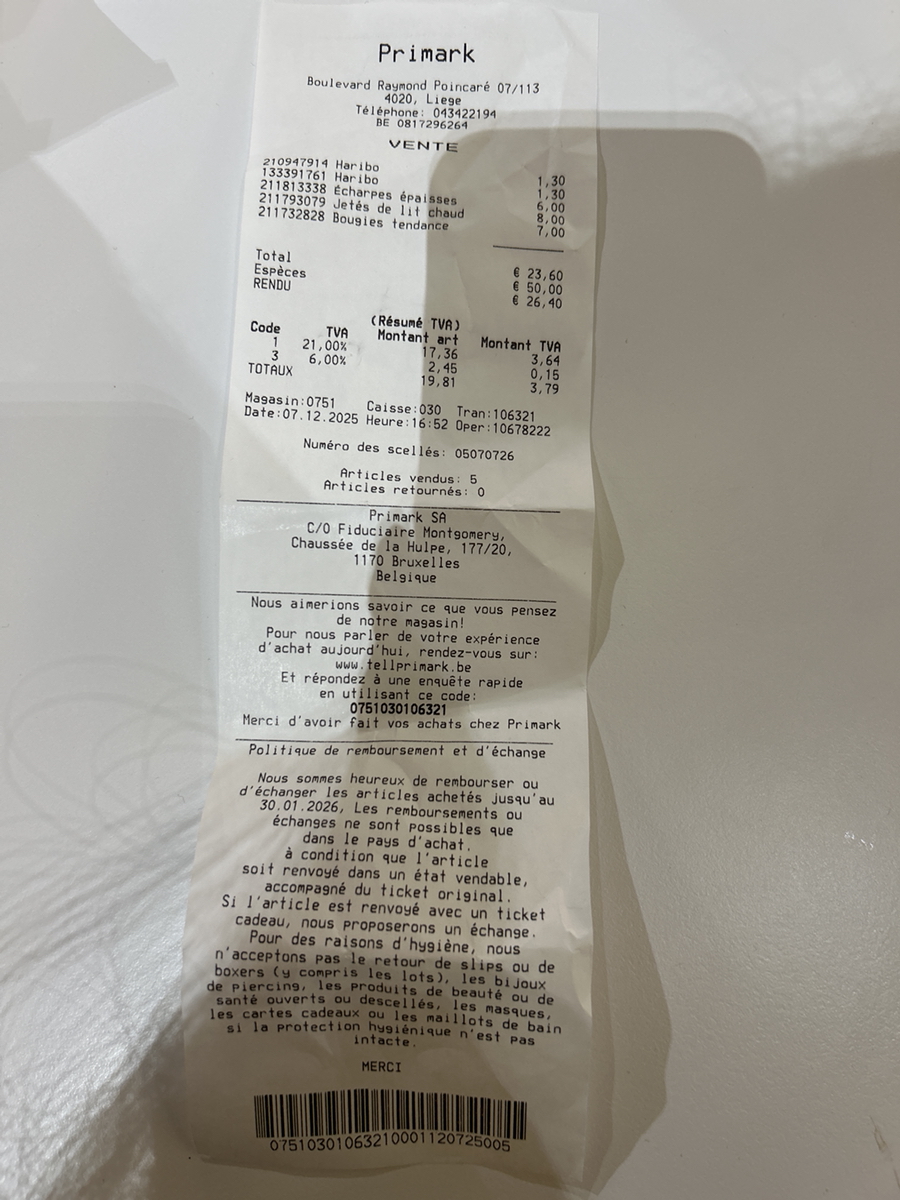 Primark
Boulevard Raymond Poincaré 07/113
4020, Liege
Téléphone: 043422194
BE 0817296264
VENTE
210947914 Haribo 1,30
133391761 Haribo 1,30
211813338 Écharpes épaisses 6,00
211793079 Jetés de lit chaud 8,00
211732828 Bougies tendance 7,00
Total € 23,60
Espèces € 50,00
RENDU € 26,40
(Résumé TVA)
Code TVA Montant art Montant TVA
1 21,00% 17,36 3,64
3 6,00% 2,45 0,15
TOTAUX 19,81 3,79
Magasin:0751 Caisse:030 Tran:106321
Date:07.12.2025 Heure:16:52 Oper:10678222
Numéro des scellés: 05070726
Articles vendus: 5
Articles retournés: 0
Primark SA
C/O Fiduciaire Montgomery,
Chaussée de la Hulpe, 177/20,
1170 Bruxelles
Belgique
Nous aimerions savoir ce que vous pensez
de notre magasin!
Pour nous parler de votre expérience
d'achat aujourd'hui, rendez-vous sur:
www.tellprimark.be
Et répondez à une enquête rapide
en utilisant ce code:
0751030106321
Merci d'avoir fait vos achats chez Primark
Politique de remboursement et d'échange
Nous sommes heureux de rembourser ou
d'échanger les articles achetés jusqu'au
30.01.2026, Les remboursements ou
échanges ne sont possibles que
dans le pays d'achat.
à condition que l'article
soit renvoyé dans un état vendable,
accompagné du ticket original.
Si l'article est renvoyé avec un ticket
cadeau, nous proposerons un échange.
Pour des raisons d'hygiène, nous
n'acceptons pas le retour de slips ou de
boxers (y compris les lots), les bijoux
de piercing, les produits de beauté ou de
santé ouverts ou descellés, les masques,
les cartes cadeaux ou les maillots de bain
si la protection hygiénique n'est pas
intacte.
MERCI
07510301063210001120725005